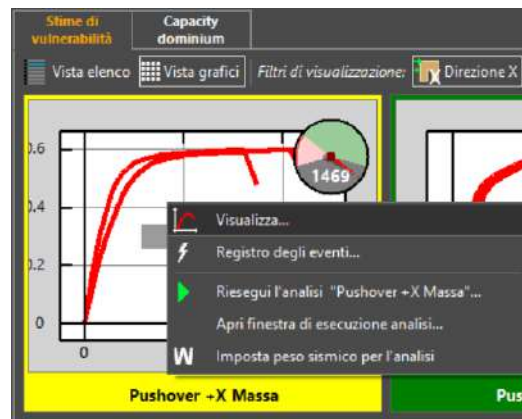 Stime di vulnerabilità
Capacity dominium
Vista elenco
Vista grafici
Filtri di visualizzazione:
X
Direzione X
0.6
0.4
0.2
0
0
1469
Visualizza...
Registro degli eventi...
Riesegui l'analisi "Pushover +X Massa"...
Apri finestra di esecuzione analisi...
W
Imposta peso sismico per l'analisi
Pushover +X Massa